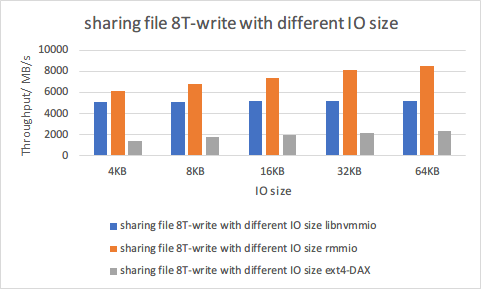 sharing file 8T-write with different IO size
Throughput/ MB/s
10000
8000
6000
4000
2000
0
4KB 8KB 16KB 32KB 64KB
IO size
sharing file 8T-write with different IO size libnvmmio
sharing file 8T-write with different IO size rmmio
sharing file 8T-write with different IO size ext4-DAX